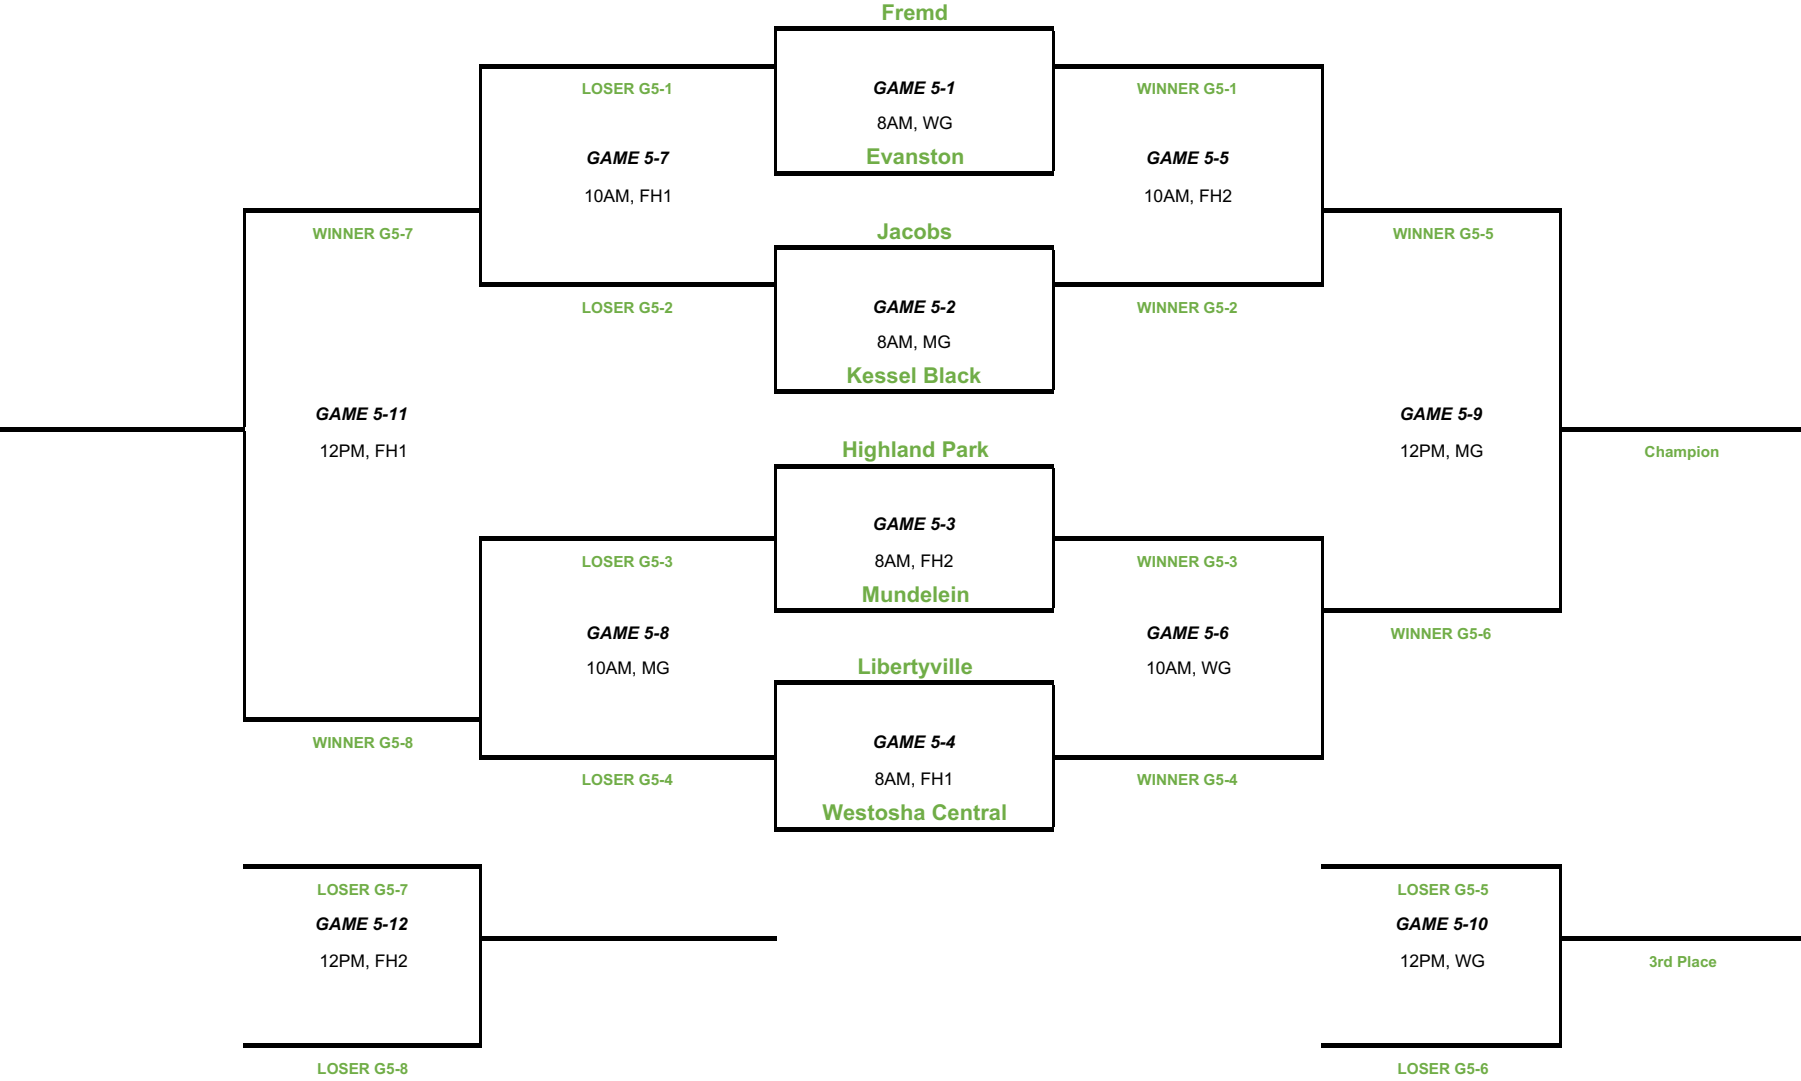 Fremd
LOSER G5-1
GAME 5-1
WINNER G5-1
8AM, WG
GAME 5-7
Evanston
GAME 5-5
10AM, FH1
10AM, FH2
WINNER G5-7
Jacobs
WINNER G5-5
LOSER G5-2
GAME 5-2
WINNER G5-2
8AM, MG
Kessel Black
GAME 5-11
GAME 5-9
12PM, FH1
Highland Park
12PM, MG
Champion
GAME 5-3
LOSER G5-3
8AM, FH2
WINNER G5-3
Mundelein
GAME 5-8
GAME 5-6
WINNER G5-6
10AM, MG
Libertyville
10AM, WG
WINNER G5-8
GAME 5-4
LOSER G5-4
8AM, FH1
WINNER G5-4
Westosha Central
LOSER G5-7
LOSER G5-5
GAME 5-12
GAME 5-10
12PM, FH2
12PM, WG
3rd Place
LOSER G5-8
LOSER G5-6